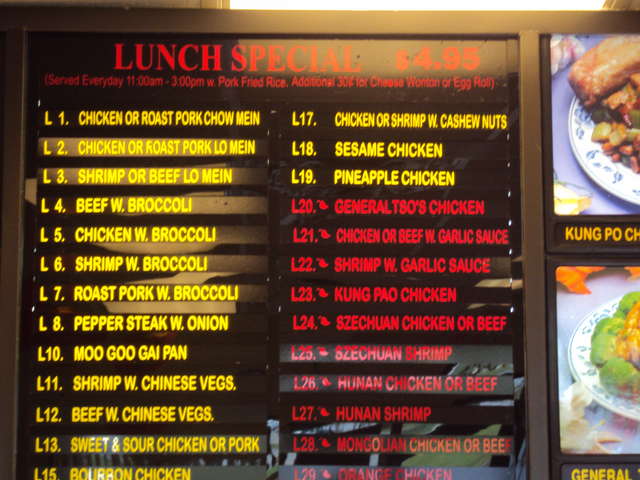 LUNCH SPECIAL $4.95
(Served Everyday 11:00am - 3:00pm w. Pork Fried Rice. Additional 30¢ for Cheese Wonton or Egg Roll)
L 1. CHICKEN OR ROAST PORK CHOW MEIN
L 2. CHICKEN OR ROAST PORK LO MEIN
L 3. SHRIMP OR BEEF LO MEIN
L 4. BEEF W. BROCCOLI
L 5. CHICKEN W. BROCCOLI
L 6. SHRIMP W. BROCCOLI
L 7. ROAST PORK W. BROCCOLI
L 8. PEPPER STEAK W. ONION
L10. MOO GOO GAI PAN
L11. SHRIMP W. CHINESE VEGS.
L12. BEEF W. CHINESE VEGS.
L13. SWEET & SOUR CHICKEN OR PORK
L15. BOURBON CHICKEN
L17. CHICKEN OR SHRIMP W. CASHEW NUTS
L18. SESAME CHICKEN
L19. PINEAPPLE CHICKEN
L20. GENERAL TSO'S CHICKEN
L21. CHICKEN OR BEEF W. GARLIC SAUCE
L22. SHRIMP W. GARLIC SAUCE
L23. KUNG PAO CHICKEN
L24. SZECHUAN CHICKEN OR BEEF
L25. SZECHUAN SHRIMP
L26. HUNAN CHICKEN OR BEEF
L27. HUNAN SHRIMP
L28. MONGOLIAN CHICKEN OR BEEF
L29. ORANGE CHICKEN
KUNG PO CH
GENERAL